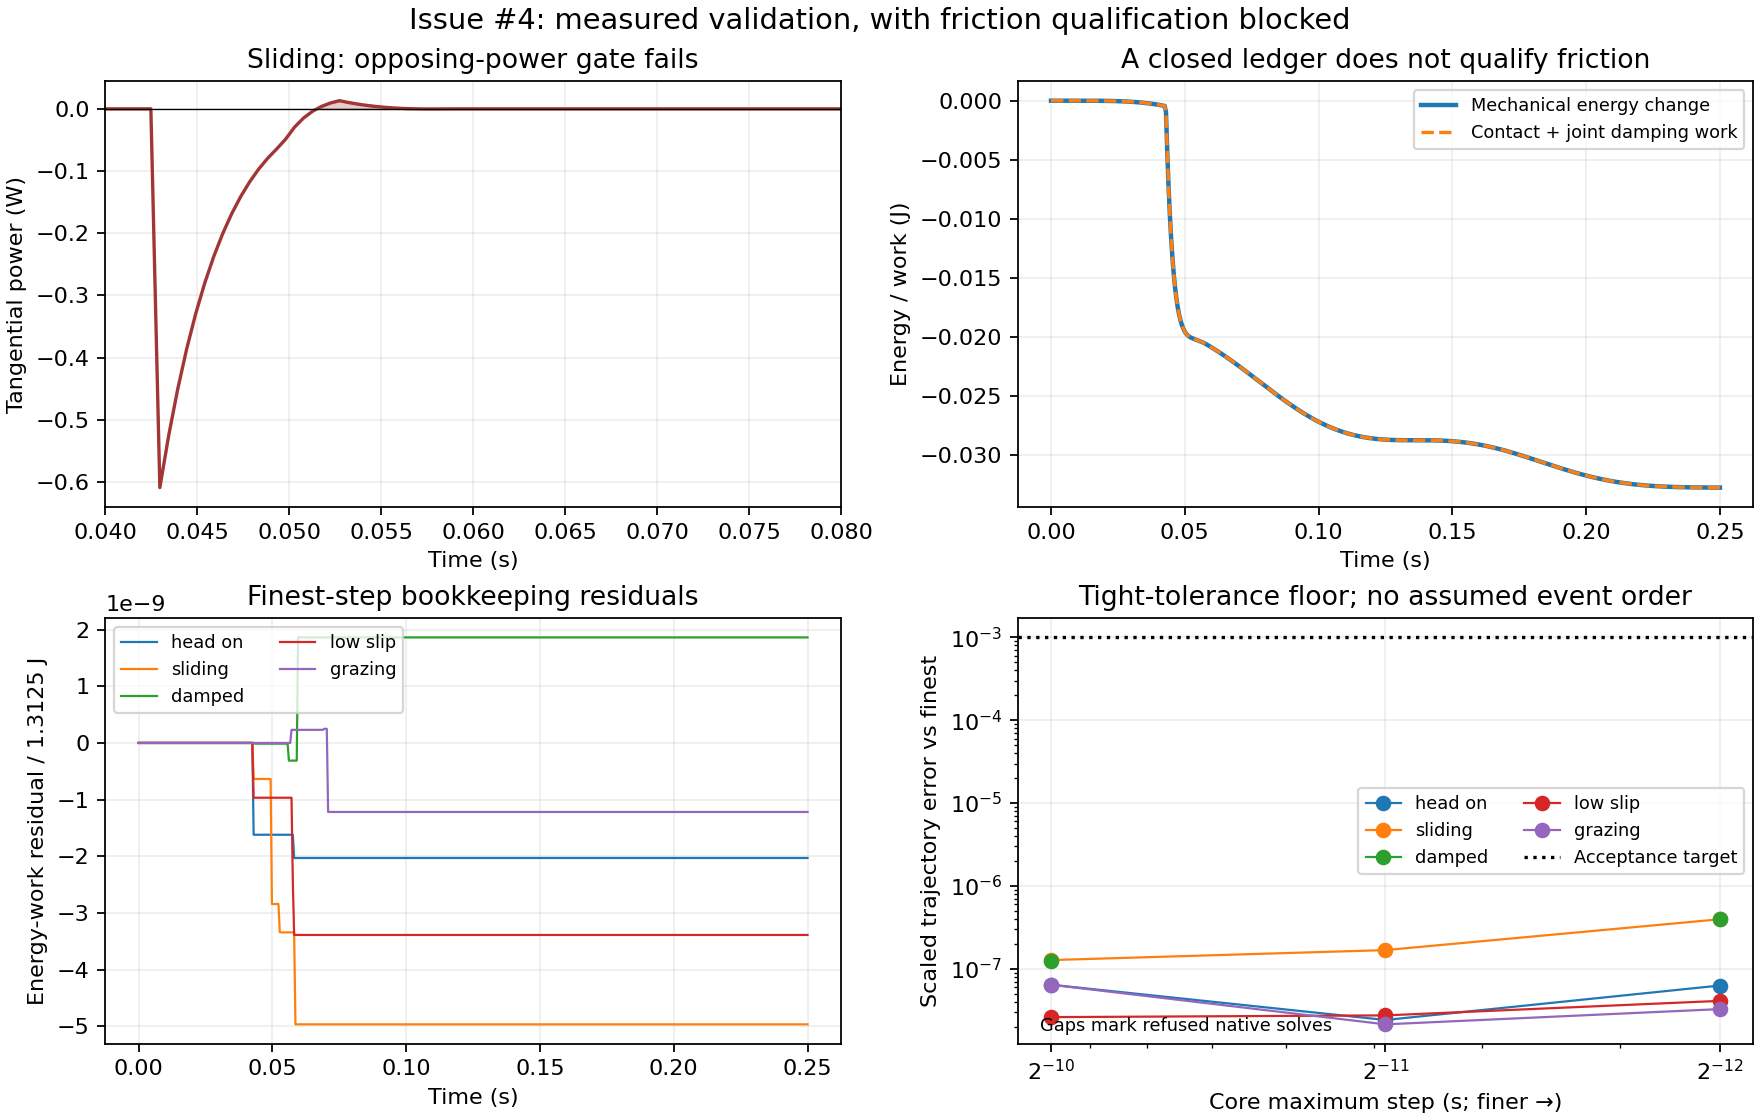 Issue #4: measured validation, with friction qualification blocked
Sliding: opposing-power gate fails
Tangential power (W)
0.0
−0.1
−0.2
−0.3
−0.4
−0.5
−0.6
0.040 0.045 0.050 0.055 0.060 0.065 0.070 0.075 0.080
Time (s)
A closed ledger does not qualify friction
Energy / work (J)
Mechanical energy change
Contact + joint damping work
0.000
−0.005
−0.010
−0.015
−0.020
−0.025
−0.030
0.00 0.05 0.10 0.15 0.20 0.25
Time (s)
Finest-step bookkeeping residuals
1e−9
Energy-work residual / 1.3125 J
head on
sliding
damped
low slip
grazing
2
1
0
−1
−2
−3
−4
−5
0.00 0.05 0.10 0.15 0.20 0.25
Time (s)
Tight-tolerance floor; no assumed event order
Scaled trajectory error vs finest
10⁻³
10⁻⁴
10⁻⁵
10⁻⁶
10⁻⁷
head on
sliding
damped
low slip
grazing
Acceptance target
Gaps mark refused native solves
2⁻¹⁰ 2⁻¹¹ 2⁻¹²
Core maximum step (s; finer →)